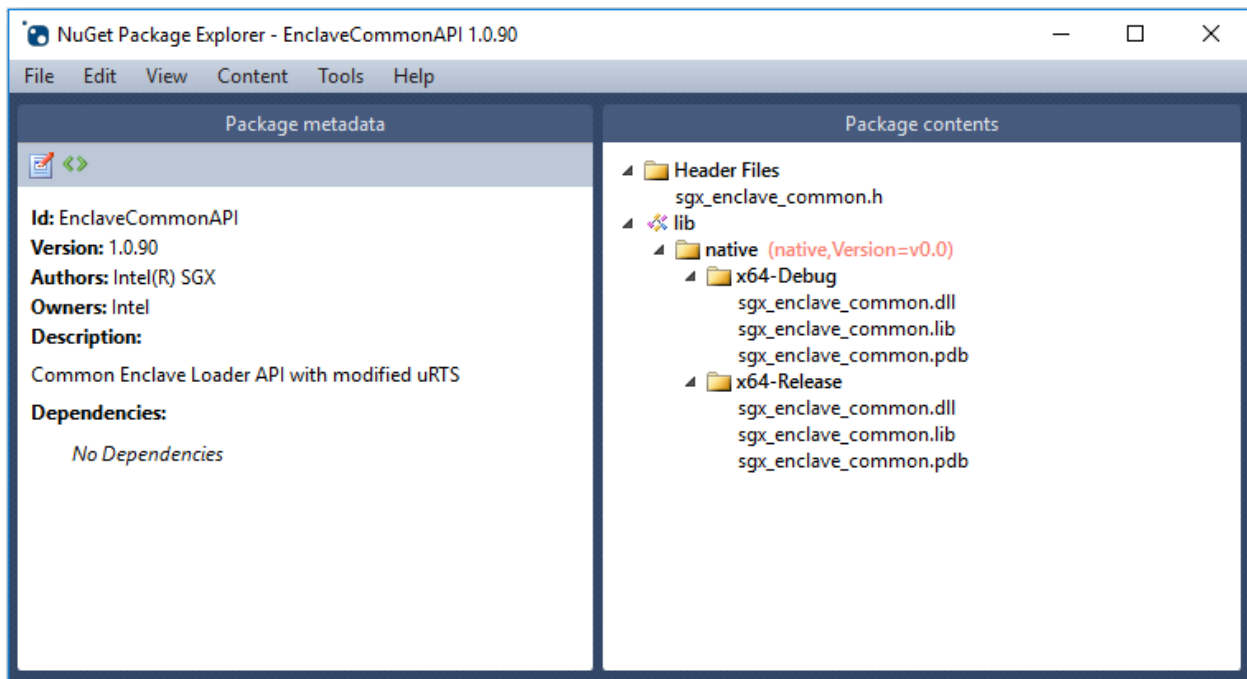 NuGet Package Explorer - EnclaveCommonAPI 1.0.90
File Edit View Content Tools Help
Package metadata
Id: EnclaveCommonAPI
Version: 1.0.90
Authors: Intel(R) SGX
Owners: Intel
Description:
Common Enclave Loader API with modified uRTS
Dependencies:
No Dependencies
Package contents
Header Files
sgx_enclave_common.h
lib
native (native,Version=v0.0)
x64-Debug
sgx_enclave_common.dll
sgx_enclave_common.lib
sgx_enclave_common.pdb
x64-Release
sgx_enclave_common.dll
sgx_enclave_common.lib
sgx_enclave_common.pdb